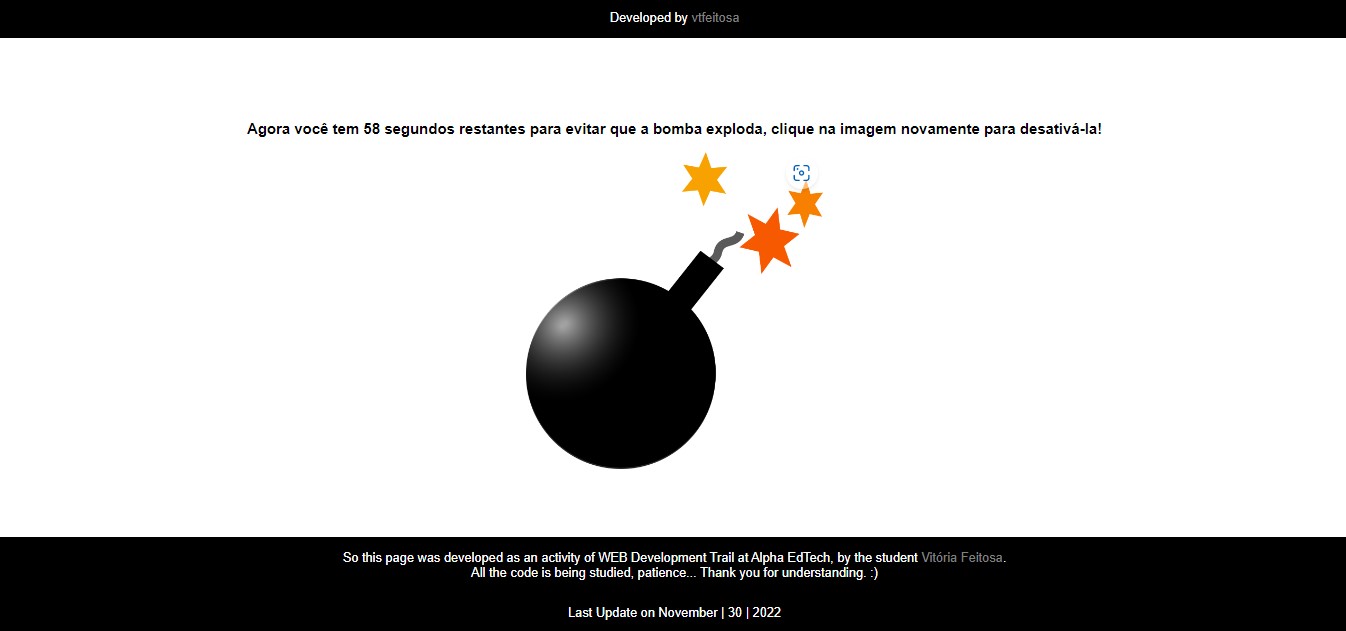 Developed by vtfeitosa
Agora você tem 58 segundos restantes para evitar que a bomba exploda, clique na imagem novamente para desativá-la!
So this page was developed as an activity of WEB Development Trail at Alpha EdTech, by the student Vitória Feitosa.
All the code is being studied, patience... Thank you for understanding. :)
Last Update on November | 30 | 2022